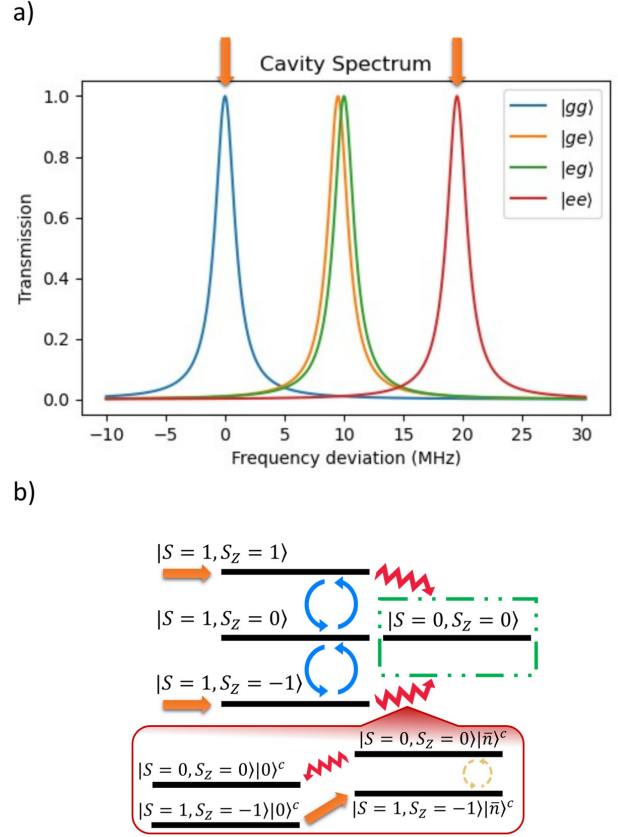 a)
Cavity Spectrum
1.0
0.8
0.6
0.4
0.2
0.0
Transmission
|gg⟩
|ge⟩
|eg⟩
|ee⟩
−10 −5 0 5 10 15 20 25 30
Frequency deviation (MHz)
b)
|S = 1, S_Z = 1⟩
|S = 1, S_Z = 0⟩ |S = 0, S_Z = 0⟩
|S = 1, S_Z = −1⟩
|S = 0, S_Z = 0⟩|n̄⟩ᶜ
|S = 0, S_Z = 0⟩|0⟩ᶜ
|S = 1, S_Z = −1⟩|0⟩ᶜ |S = 1, S_Z = −1⟩|n̄⟩ᶜ